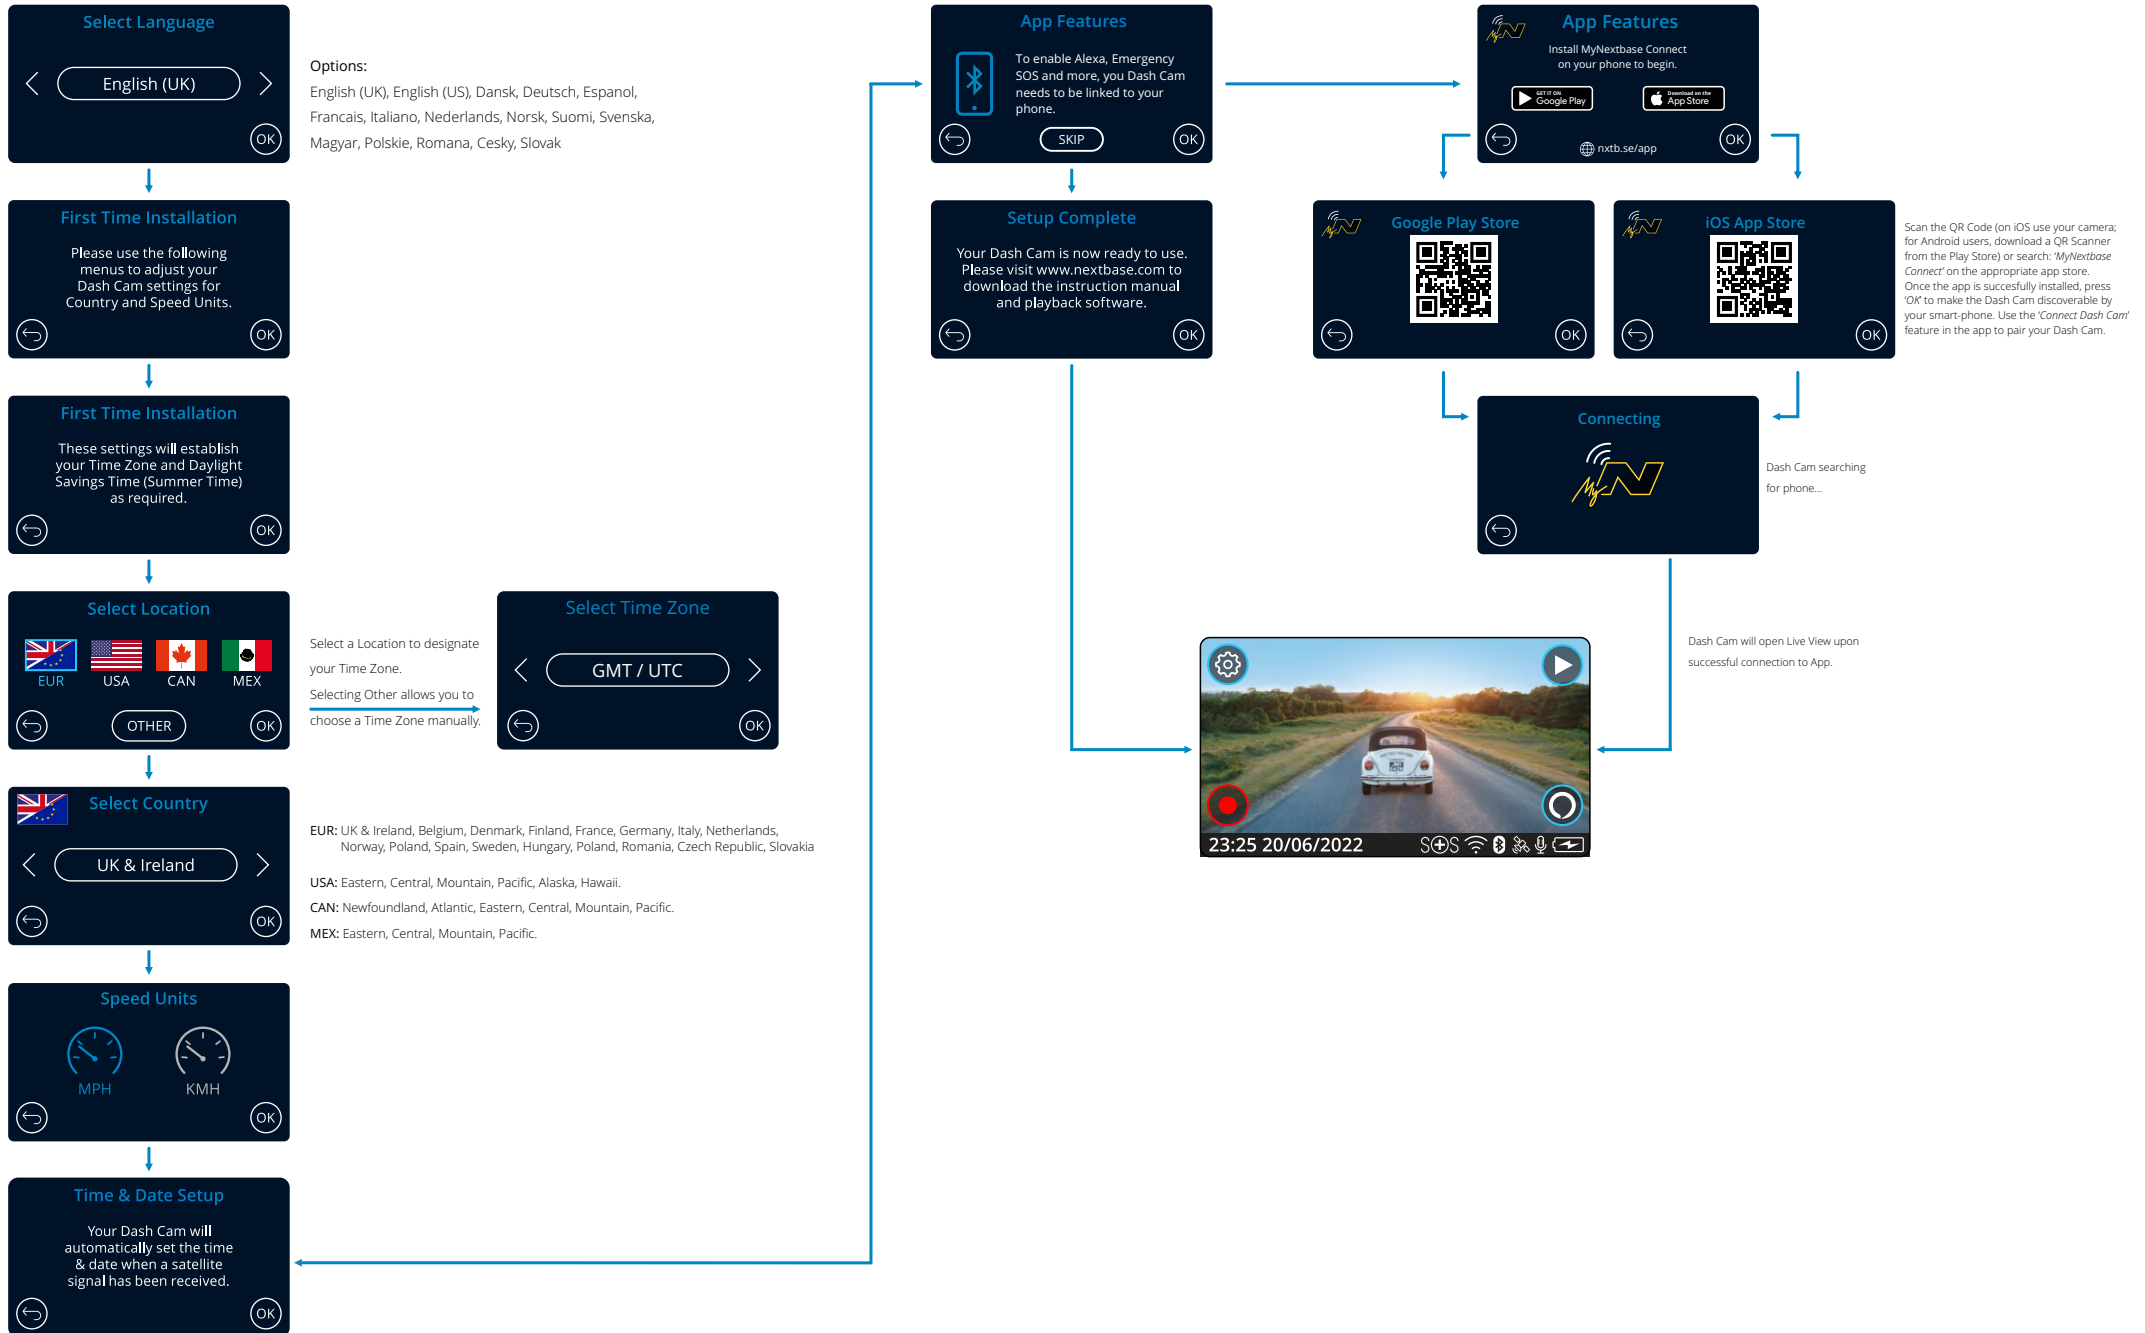 Select Language
English (UK)
OK
Options:
English (UK), English (US), Dansk, Deutsch, Espanol,
Francais, Italiano, Nederlands, Norsk, Suomi, Svenska,
Magyar, Polskie, Romana, Cesky, Slovak
First Time Installation
Please use the following
menus to adjust your
Dash Cam settings for
Country and Speed Units.
OK
First Time Installation
These settings will establish
your Time Zone and Daylight
Savings Time (Summer Time)
as required.
OK
Select Location
EUR USA CAN MEX
OTHER
OK
Select a Location to designate
your Time Zone.
Selecting Other allows you to
choose a Time Zone manually.
Select Time Zone
GMT / UTC
OK
Select Country
UK & Ireland
OK
EUR: UK & Ireland, Belgium, Denmark, Finland, France, Germany, Italy, Netherlands,
Norway, Poland, Spain, Sweden, Hungary, Poland, Romania, Czech Republic, Slovakia
USA: Eastern, Central, Mountain, Pacific, Alaska, Hawaii.
CAN: Newfoundland, Atlantic, Eastern, Central, Mountain, Pacific.
MEX: Eastern, Central, Mountain, Pacific.
Speed Units
MPH KMH
OK
Time & Date Setup
Your Dash Cam will
automatically set the time
& date when a satellite
signal has been received.
OK
App Features
To enable Alexa, Emergency
SOS and more, you Dash Cam
needs to be linked to your
phone.
SKIP
OK
Setup Complete
Your Dash Cam is now ready to use.
Please visit www.nextbase.com to
download the instruction manual
and playback software.
OK
My N
App Features
Install MyNextbase Connect
on your phone to begin.
GET IT ON
Google Play
Download on the
App Store
nxtb.se/app
OK
My N
Google Play Store
OK
My N
iOS App Store
OK
Scan the QR Code (on iOS use your camera;
for Android users, download a QR Scanner
from the Play Store) or search: 'MyNextbase
Connect' on the appropriate app store.
Once the app is succesfully installed, press
'OK' to make the Dash Cam discoverable by
your smart-phone. Use the 'Connect Dash Cam'
feature in the app to pair your Dash Cam.
Connecting
My N
Dash Cam searching
for phone...
Dash Cam will open Live View upon
successful connection to App.
23:25 20/06/2022 SOS